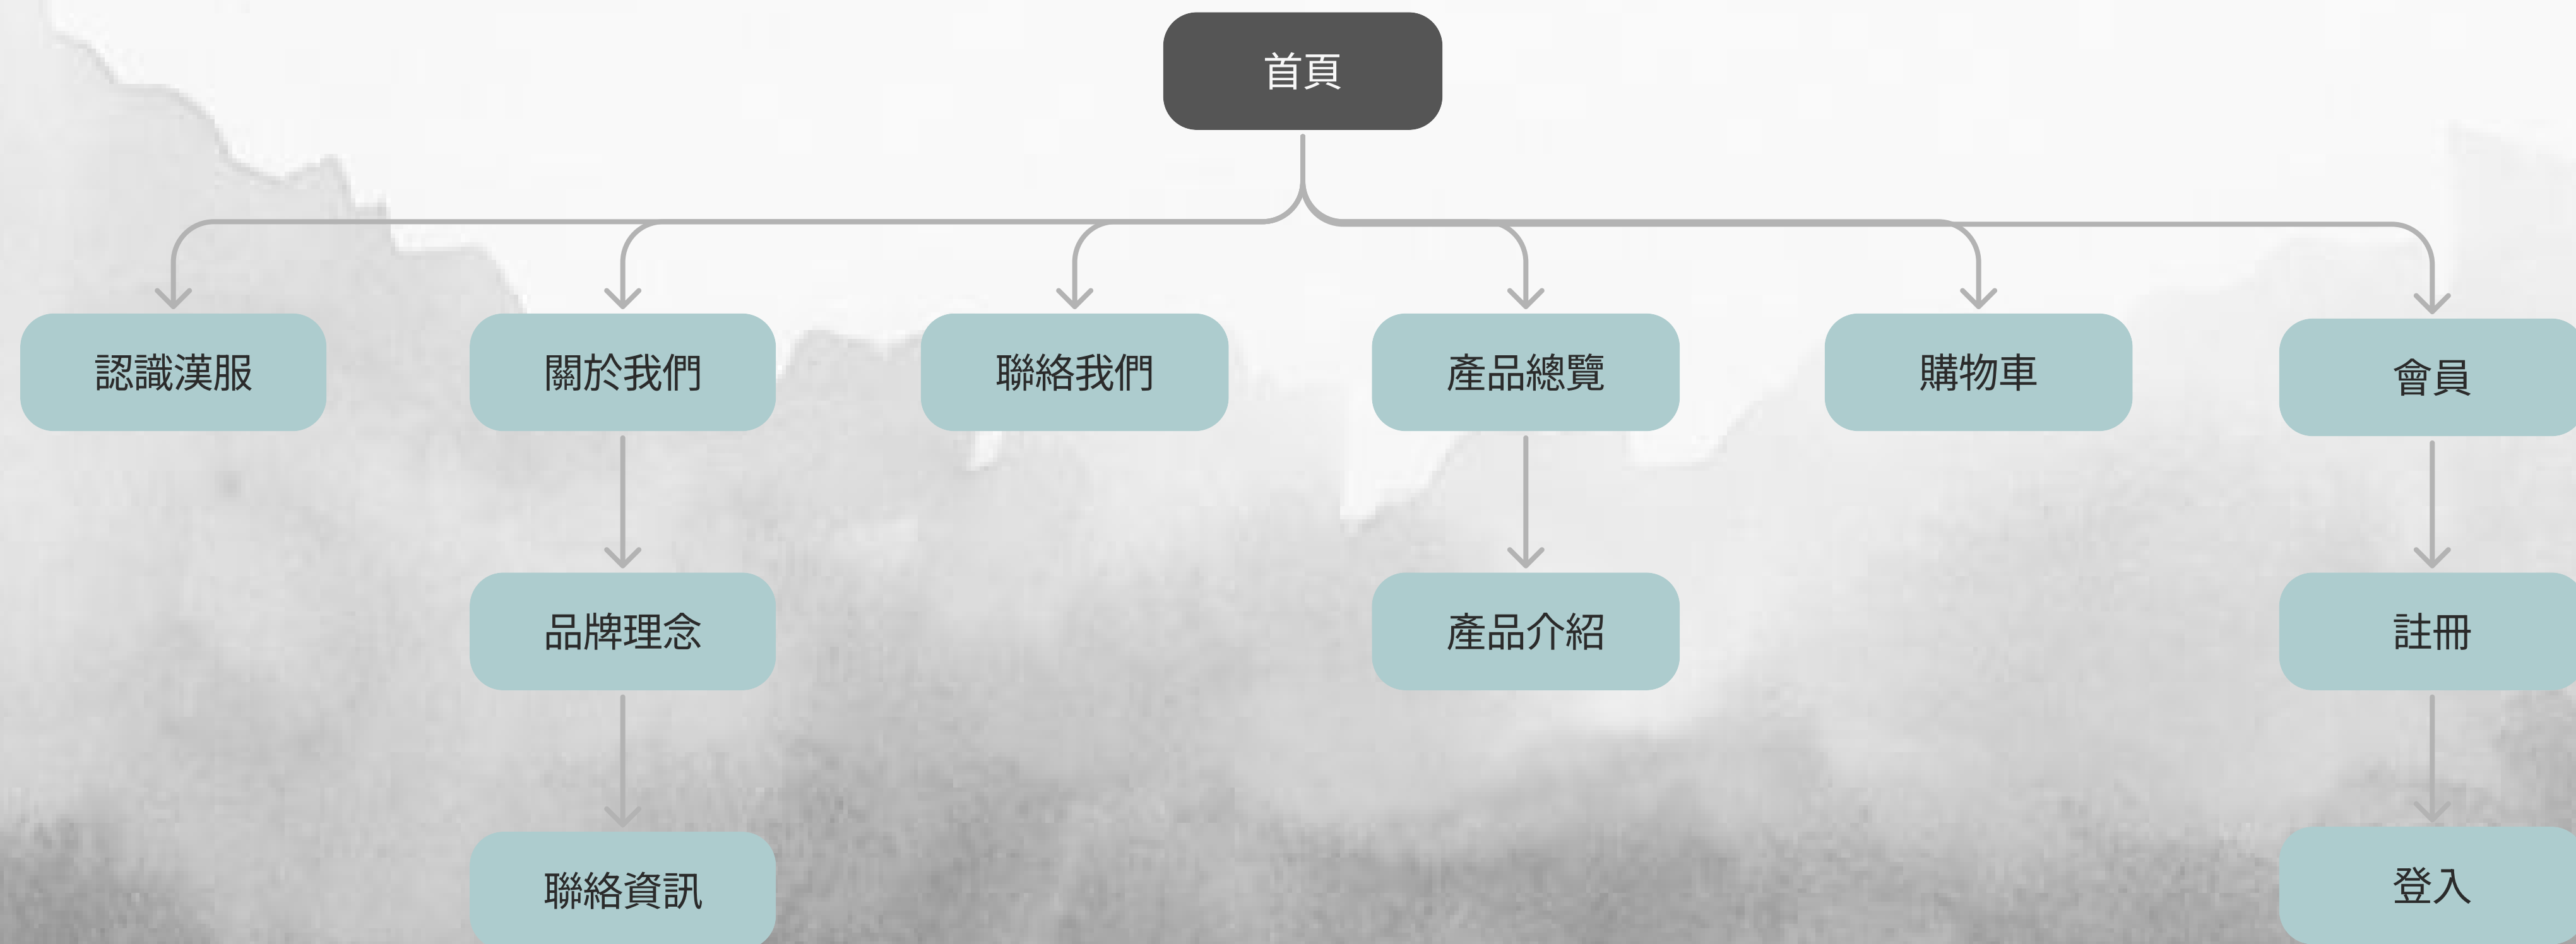 首頁
認識漢服
關於我們
聯絡我們
產品總覽
購物車
會員
品牌理念
產品介紹
註冊
聯絡資訊
登入